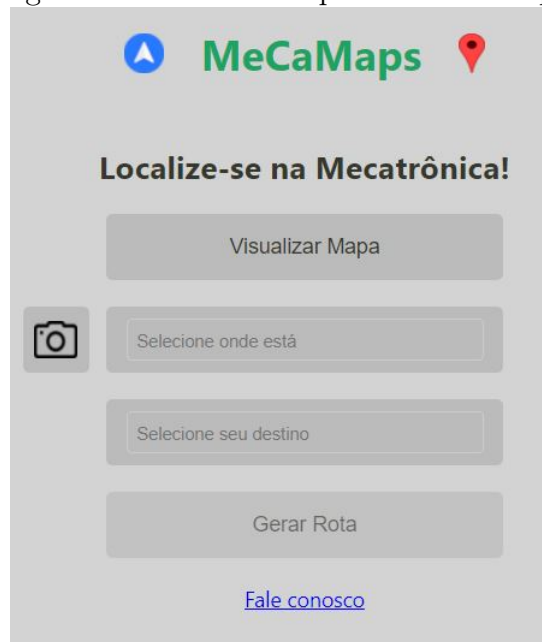 MeCaMaps
Localize-se na Mecatrônica!
Visualizar Mapa
Selecione onde está
Selecione seu destino
Gerar Rota
Fale conosco